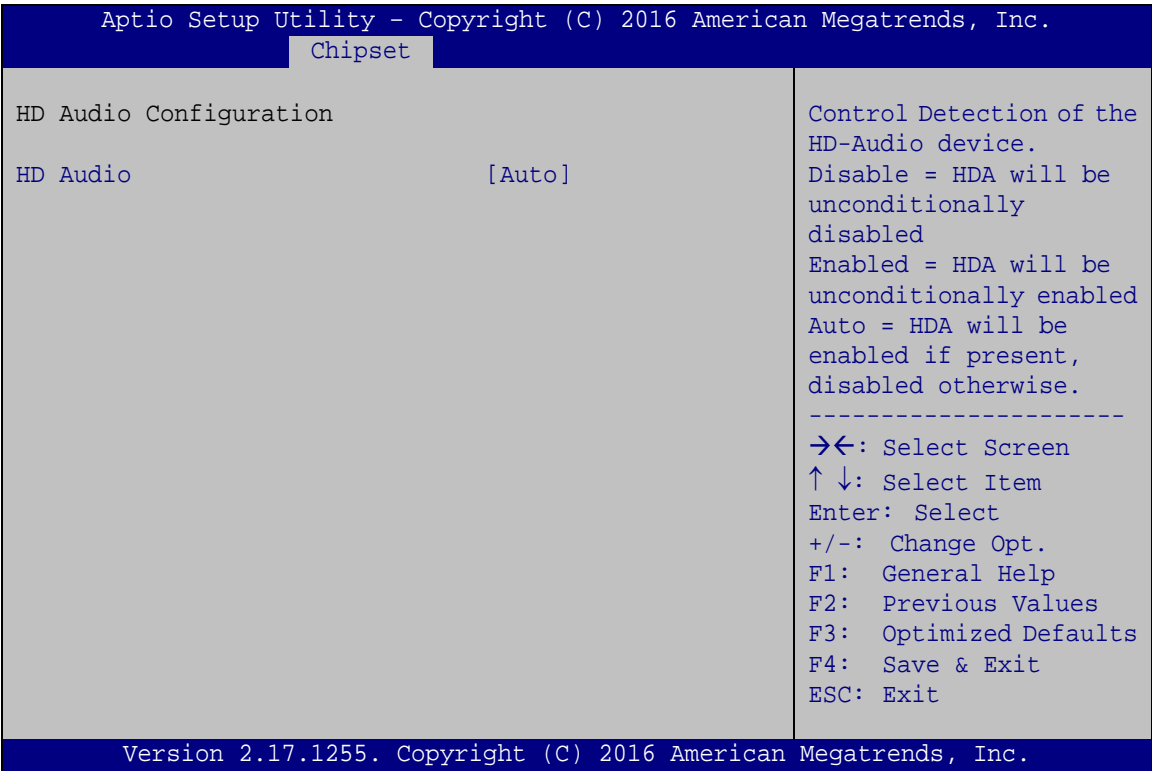 Aptio Setup Utility – Copyright (C) 2016 American Megatrends, Inc.
Chipset
HD Audio Configuration
HD Audio [Auto]
Control Detection of the
HD-Audio device.
Disable = HDA will be
unconditionally
disabled
Enabled = HDA will be
unconditionally enabled
Auto = HDA will be
enabled if present,
disabled otherwise.
----------------------
→←: Select Screen
↑ ↓: Select Item
Enter: Select
+/-: Change Opt.
F1: General Help
F2: Previous Values
F3: Optimized Defaults
F4: Save & Exit
ESC: Exit
Version 2.17.1255. Copyright (C) 2016 American Megatrends, Inc.